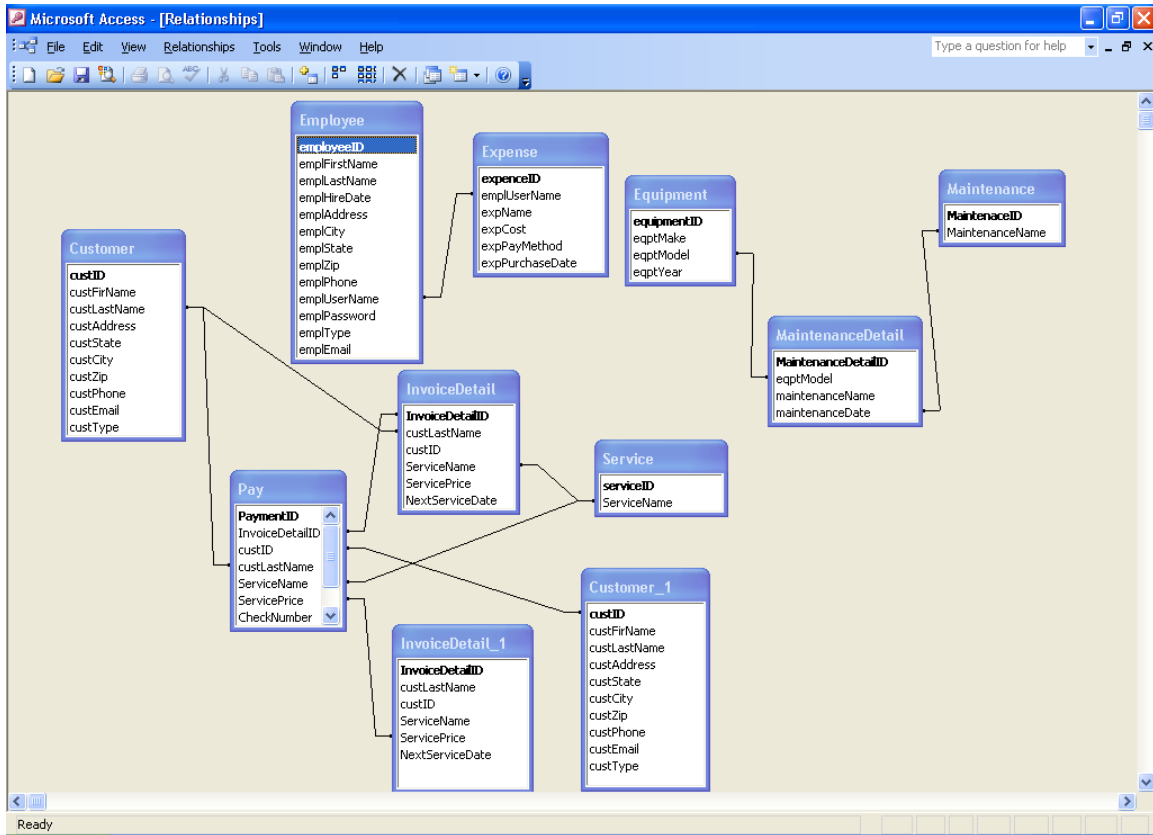 Microsoft Access - [Relationships]
File Edit View Relationships Tools Window Help
Type a question for help
Employee
employeeID
emplFirstName
emplLastName
emplHireDate
emplAddress
emplCity
emplState
emplZip
emplPhone
emplUserName
emplPassword
emplType
emplEmail
Expense
expenceID
emplUserName
expName
expCost
expPayMethod
expPurchaseDate
Equipment
equipmentID
eqptMake
eqptModel
eqptYear
Maintenance
MaintenaceID
MaintenanceName
Customer
custID
custFirName
custLastName
custAddress
custState
custCity
custZip
custPhone
custEmail
custType
MaintenanceDetail
MaintenanceDetailID
eqptModel
maintenanceName
maintenanceDate
InvoiceDetail
InvoiceDetailID
custLastName
custID
ServiceName
ServicePrice
NextServiceDate
Service
serviceID
ServiceName
Pay
PaymentID
InvoiceDetailID
custID
custLastName
ServiceName
ServicePrice
CheckNumber
Customer_1
custID
custFirName
custLastName
custAddress
custState
custCity
custZip
custPhone
custEmail
custType
InvoiceDetail_1
InvoiceDetailID
custLastName
custID
ServiceName
ServicePrice
NextServiceDate
Ready